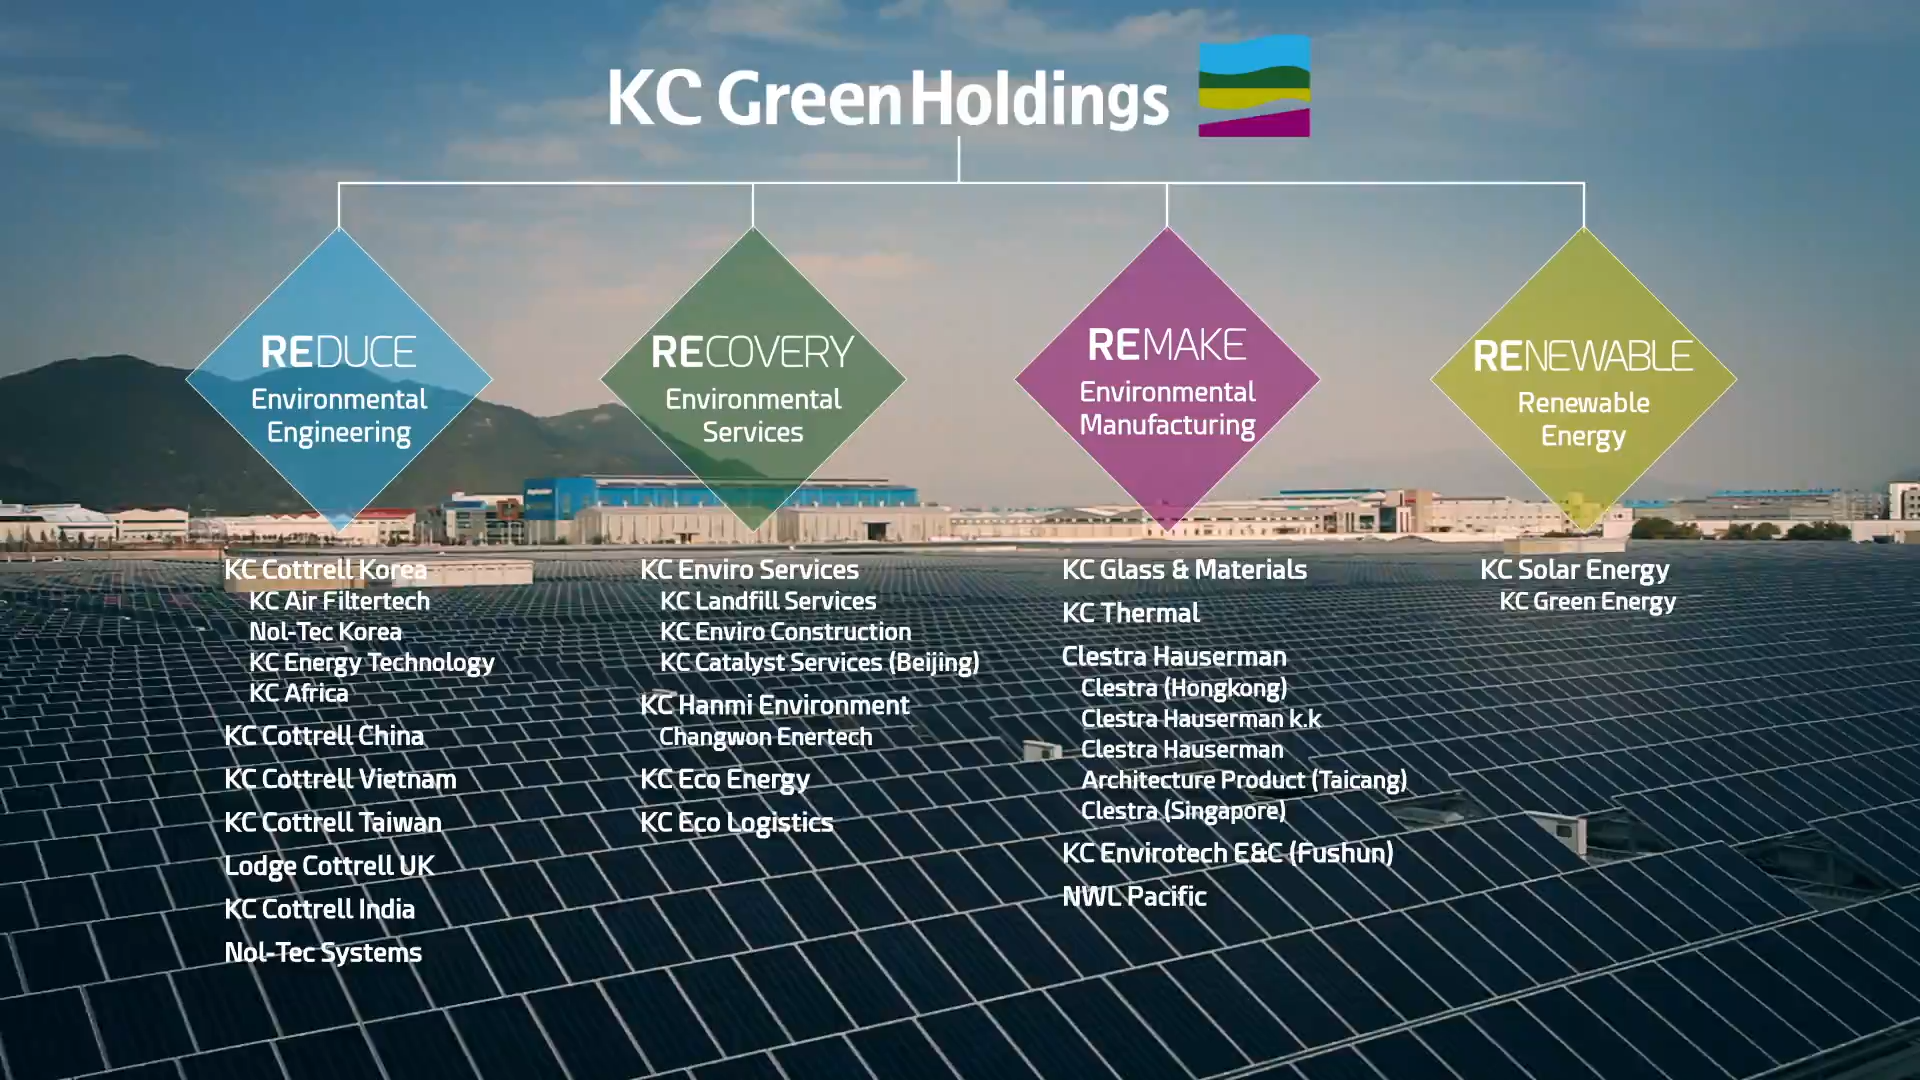 KC Green Holdings
REDUCE
Environmental
Engineering
KC Cottrell Korea
KC Air Filtertech
Nol-Tec Korea
KC Energy Technology
KC Africa
KC Cottrell China
KC Cottrell Vietnam
KC Cottrell Taiwan
Lodge Cottrell UK
KC Cottrell India
Nol-Tec Systems
RECOVERY
Environmental
Services
KC Enviro Services
KC Landfill Services
KC Enviro Construction
KC Catalyst Services (Beijing)
KC Hanmi Environment
Changwon Enertech
KC Eco Energy
KC Eco Logistics
REMAKE
Environmental
Manufacturing
KC Glass & Materials
KC Thermal
Clestra Hauserman
Clestra (Hongkong)
Clestra Hauserman k.k
Clestra Hauserman
Architecture Product (Taicang)
Clestra (Singapore)
KC Envirotech E&C (Fushun)
NWL Pacific
RENEWABLE
Renewable
Energy
KC Solar Energy
KC Green Energy